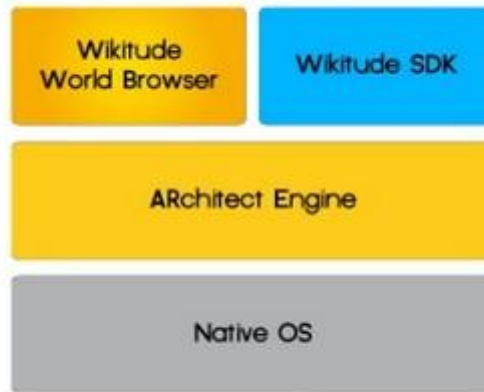 Wikitude
World Browser
Wikitude SDK
ARchitect Engine
Native OS